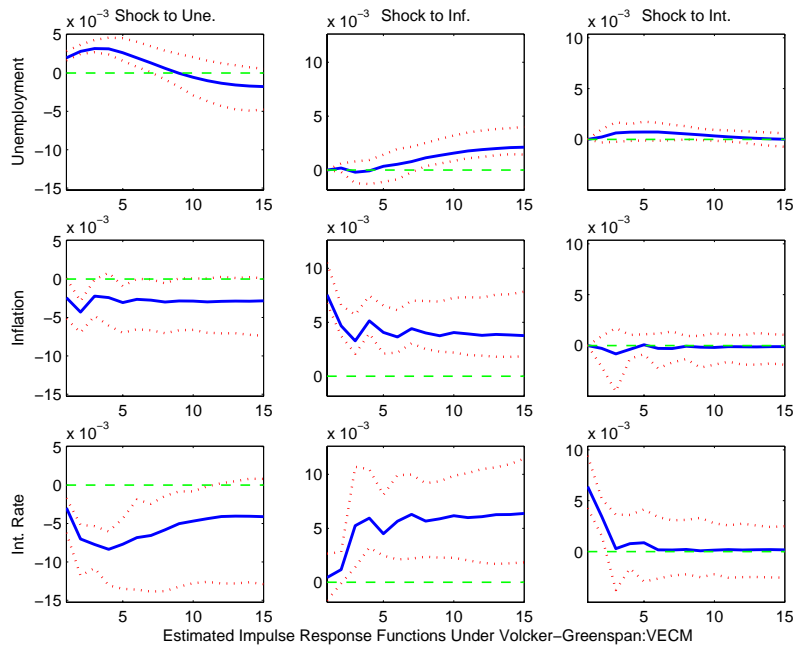 Shock to Une. Shock to Inf. Shock to Int.
x 10⁻³ x 10⁻³ x 10⁻³
Unemployment
5
0
−5
−10
−15
5 10 15
10
5
0
5 10 15
10
5
0
5 10 15
x 10⁻³ x 10⁻³ x 10⁻³
Inflation
5
0
−5
−10
−15
5 10 15
10
5
0
5 10 15
10
5
0
5 10 15
x 10⁻³ x 10⁻³ x 10⁻³
Int. Rate
5
0
−5
−10
−15
5 10 15
10
5
0
5 10 15
10
5
0
5 10 15
Estimated Impulse Response Functions Under Volcker−Greenspan:VECM